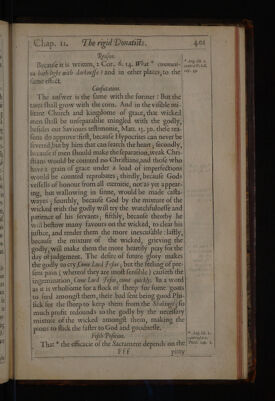 Chap. 11. The rigid Donatists. 401
Reason.
Because it is written, 2 Cor. 6. 14. What * communi-
on hath light with darknesse? and in other places, to the
same effect.
Confutation.
The answer is the same with the former: But the
tares shall grow with the corn. And in the visible mi-
litant Church and kingdome of grace, that wicked
men shall be unseparable mingled with the godly,
besides our Saviours testimonie, Matt. 13. 30. these rea-
sons do approve: first, because Hypocrites can never be
severed, but by him that can search the heart; secondly,
because if men should make the separation, weak Chri-
stians would be counted no Christians, and those who
have a grain of under a load of imperfections
would be counted reprobates; thirdly, because Gods
vessells of honour from all eternitie, not as yet appear-
ing, but wallowing in sinne, would be made casta-
wayes; fourthly, because God by the mixture of the
wicked with the godly will try the watchfulnesse and
patience of his servants; fifthly, because thereby he
will bestow many favours on the wicked, to clear his
justice, and render them the more inexcusable; lastly,
because the mixture of the wicked, grieving the
godly, will make them the more heartily pray for the
day of judgement. The desire of future glory makes
the godly to cry, Come Lord Jesus; but the feeling of pre-
sent pain (whereof they are most sensible) causeth the
ingemination, Come Lord Jesus, come quickly. In a word
as it is wholsome for a flock of sheep for some goats
to feed amongst them, their bad sent being good Phi-
sick for the sheep to keep them from the Shakings; so
much profit redounds to the godly by the necessary
mixture of the wicked amongst them, making the
pious to stick the faster to God and goodnesse.
Fifth Position.
That * the efficacie of the Sacrament depends on the
Fff piety